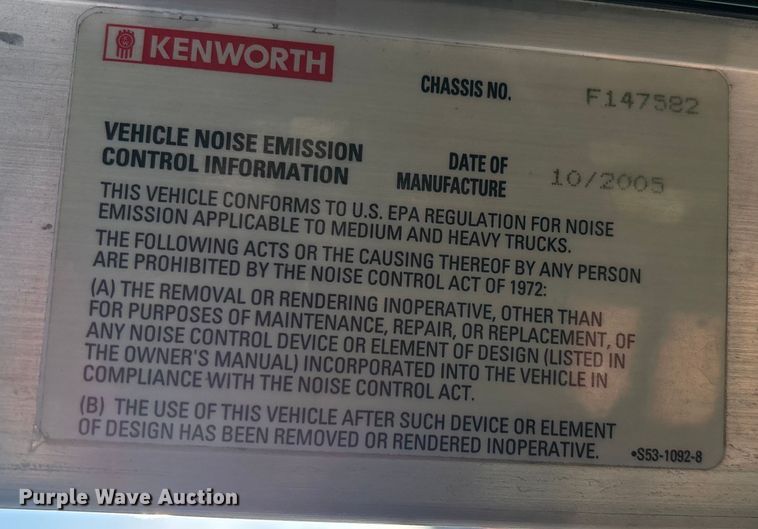 KENWORTH
CHASSIS NO. F147582
VEHICLE NOISE EMISSION
CONTROL INFORMATION
DATE OF
MANUFACTURE 10/2005
THIS VEHICLE CONFORMS TO U.S. EPA REGULATION FOR NOISE
EMISSION APPLICABLE TO MEDIUM AND HEAVY TRUCKS.
THE FOLLOWING ACTS OR THE CAUSING THEREOF BY ANY PERSON
ARE PROHIBITED BY THE NOISE CONTROL ACT OF 1972:
(A) THE REMOVAL OR RENDERING INOPERATIVE, OTHER THAN
FOR PURPOSES OF MAINTENANCE, REPAIR, OR REPLACEMENT, OF
ANY NOISE CONTROL DEVICE OR ELEMENT OF DESIGN (LISTED IN
THE OWNER'S MANUAL) INCORPORATED INTO THE VEHICLE IN
COMPLIANCE WITH THE NOISE CONTROL ACT.
(B) THE USE OF THIS VEHICLE AFTER SUCH DEVICE OR ELEMENT
OF DESIGN HAS BEEN REMOVED OR RENDERED INOPERATIVE.
•S53-1092-8
Purple Wave Auction